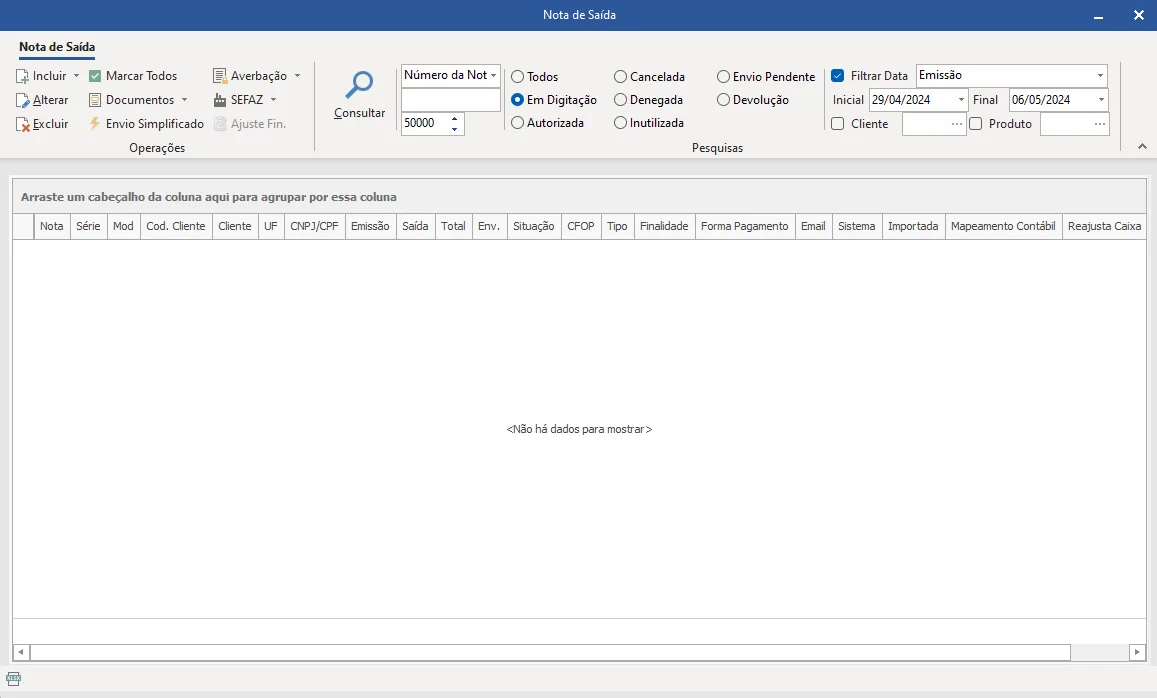 Nota de Saída
Nota de Saída
Incluir Marcar Todos Averbação
Alterar Documentos SEFAZ
Excluir Envio Simplificado Ajuste Fin.
Operações
Consultar
Número da Not
50000
Todos Cancelada Envio Pendente
Em Digitação Denegada Devolução
Autorizada Inutilizada
Filtrar Data Emissão
Inicial 29/04/2024 Final 06/05/2024
Cliente ... Produto ...
Pesquisas
Arraste um cabeçalho da coluna aqui para agrupar por essa coluna
Nota Série Mod Cod. Cliente Cliente UF CNPJ/CPF Emissão Saída Total Env. Situação CFOP Tipo Finalidade Forma Pagamento Email Sistema Importada Mapeamento Contábil Reajusta Caixa
<Não há dados para mostrar>